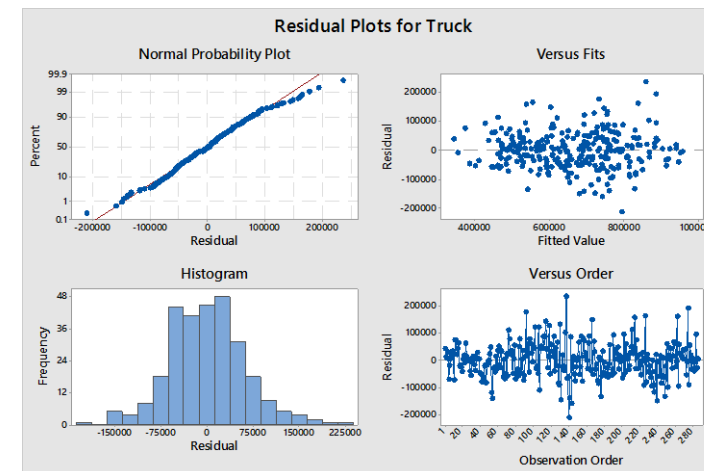 Residual Plots for Truck
Normal Probability Plot
99.9
99
90
50
10
1
0.1
Percent
-200000 -100000 0 100000 200000
Residual
Versus Fits
200000
100000
0
-100000
-200000
Residual
400000 600000 800000 100000
Fitted Value
Histogram
48
36
24
12
0
Frequency
-150000 -75000 0 75000 150000 225000
Residual
Versus Order
200000
100000
0
-100000
-200000
Residual
1 20 40 60 80 100 120 140 160 180 200 220 240 260 280
Observation Order